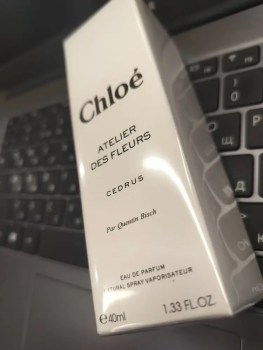 Chloé
ATELIER
DES FLEURS
CEDRUS
Par Quentin Bisch
EAU DE PARFUM
NATURAL SPRAY VAPORISATEUR
e 40ml 1.33 FL.OZ.